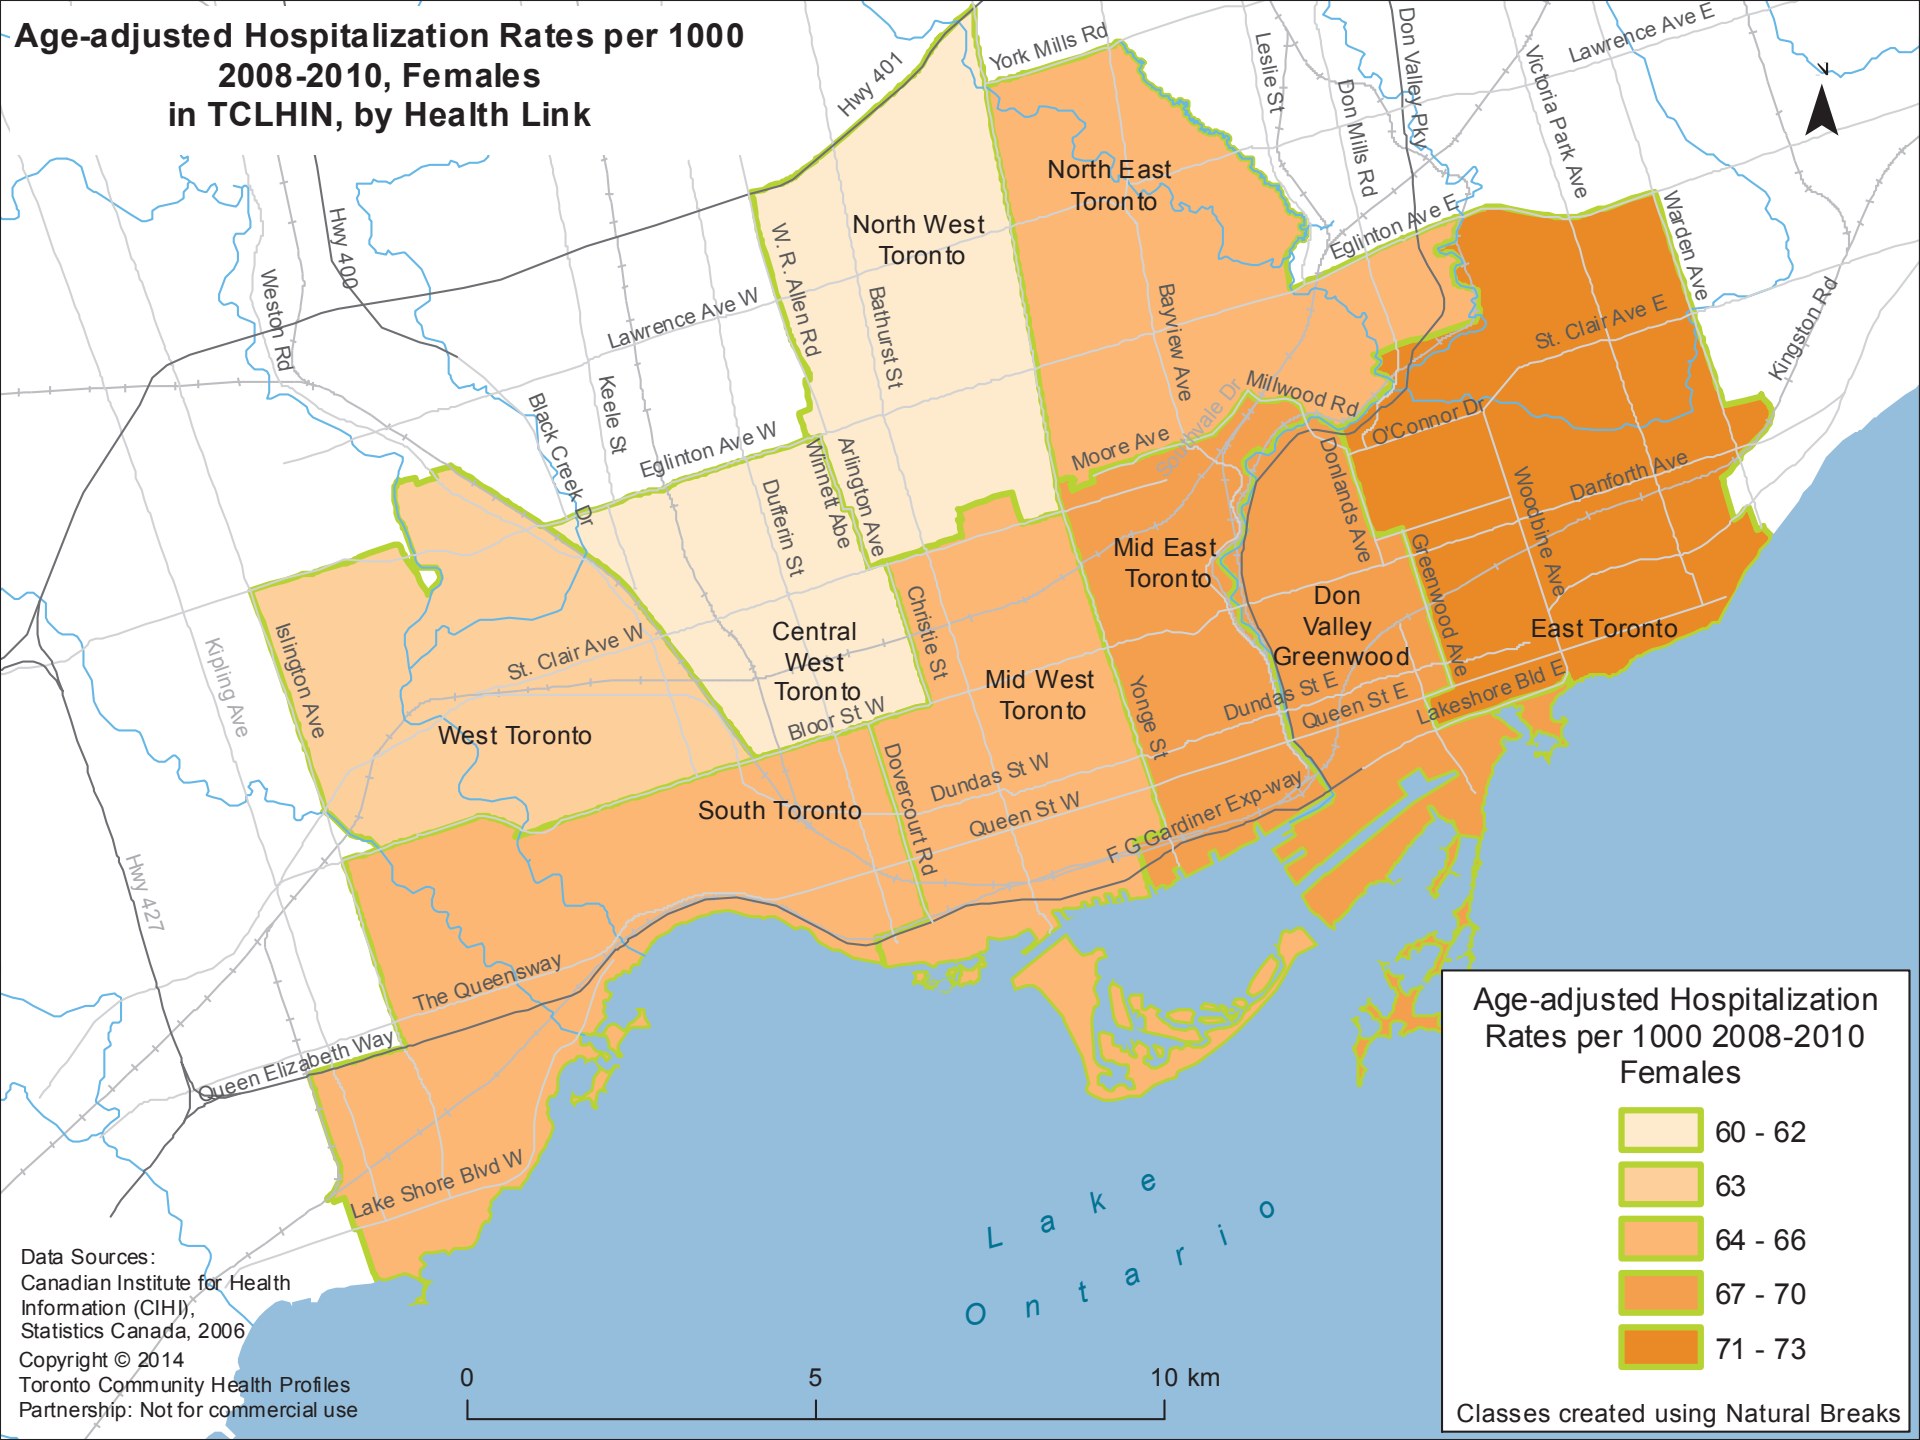 Age-adjusted Hospitalization Rates per 1000
2008-2010, Females
in TCLHIN, by Health Link
Hwy 401
York Mills Rd
Leslie St
Don Mills Rd
Don Valley Pky
Victoria Park Ave
Lawrence Ave E
N
North East
Toronto
North West
Toronto
Hwy 400
Weston Rd
W. R. Allen Rd
Bathurst St
Bayview Ave
Eglinton Ave E
Warden Ave
Kingston Rd
St. Clair Ave E
Lawrence Ave W
Keele St
Black Creek Dr
Eglinton Ave W
Winnett Abe
Arlington Ave
Dufferin St
Moore Ave
Southvale Dr
Millwood Rd
O'Connor Dr
Donlands Ave
Danforth Ave
Woodbine Ave
Greenwood Ave
Mid East
Toronto
Don
Valley
Greenwood
East Toronto
Christie St
Central
West
Toronto
Mid West
Toronto
Kipling Ave
Islington Ave
St. Clair Ave W
West Toronto
Bloor St W
Yonge St
Dundas St E
Queen St E
Lakeshore Bld E
South Toronto
Dovercourt Rd
Dundas St W
Queen St W
F G Gardiner Exp-way
Hwy 427
The Queensway
Queen Elizabeth Way
Lake Shore Blvd W
Lake
Ontario
Age-adjusted Hospitalization
Rates per 1000 2008-2010
Females
60 - 62
63
64 - 66
67 - 70
71 - 73
Classes created using Natural Breaks
Data Sources:
Canadian Institute for Health
Information (CIHI),
Statistics Canada, 2006
Copyright © 2014
Toronto Community Health Profiles
Partnership: Not for commercial use
0 5 10 km